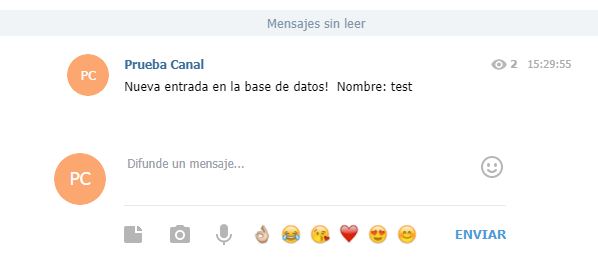 Mensajes sin leer
PC
Prueba Canal
2 15:29:55
Nueva entrada en la base de datos! Nombre: test
PC
Difunde un mensaje...
ENVIAR